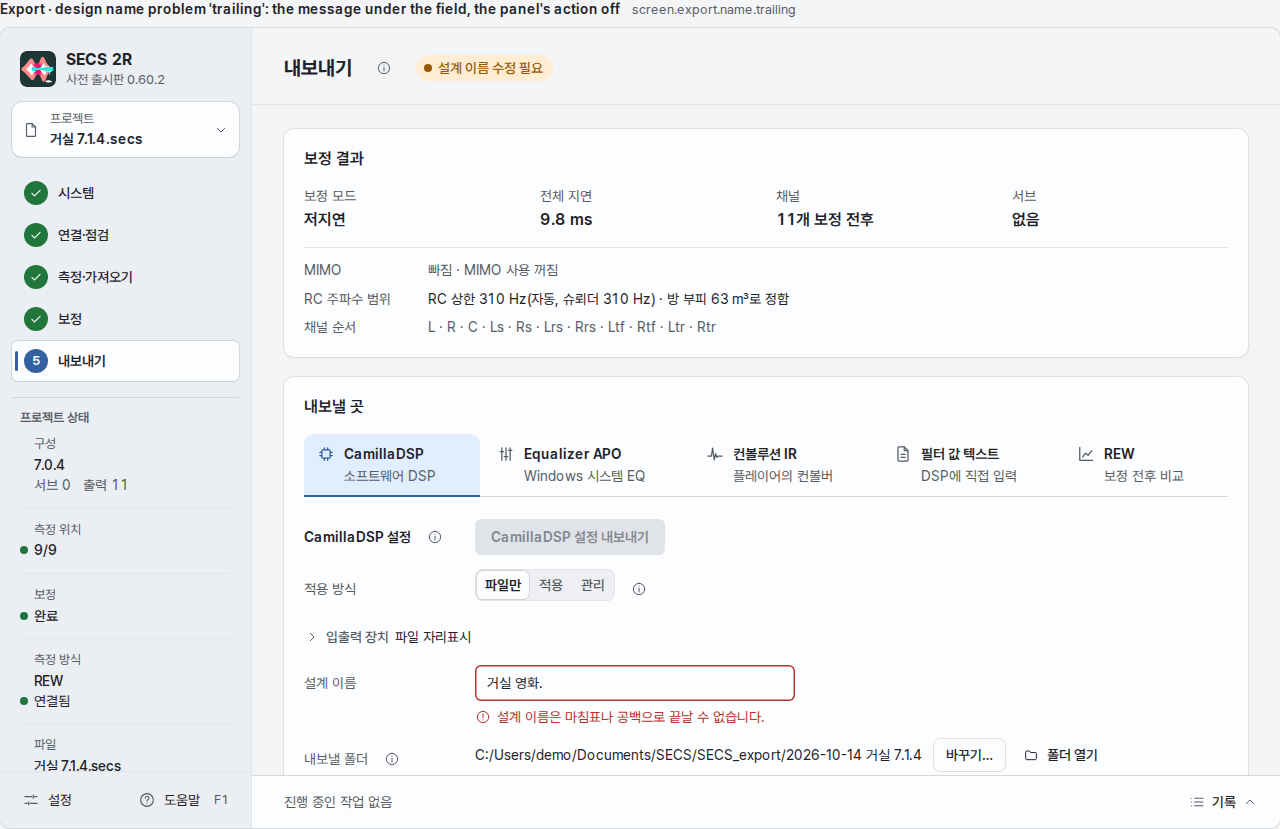 Export · design name problem 'trailing': the message under the field, the panel's action off screen.export.name.trailing
SECS 2R
사전 출시판 0.60.2
프로젝트
거실 7.1.4.secs
시스템
연결·점검
측정·가져오기
보정
5 내보내기
프로젝트 상태
구성
7.0.4
서브 0 출력 11
측정 위치
9/9
보정
완료
측정 방식
REW
연결됨
파일
거실 7.1.4.secs
설정 도움말 F1
내보내기 설계 이름 수정 필요
보정 결과
보정 모드 전체 지연 채널 서브
저지연 9.8 ms 11개 보정 전후 없음
MIMO 빠짐 · MIMO 사용 꺼짐
RC 주파수 범위 RC 상한 310 Hz(자동, 슈뢰더 310 Hz) · 방 부피 63 m³로 정함
채널 순서 L · R · C · Ls · Rs · Lrs · Rrs · Ltf · Rtf · Ltr · Rtr
내보낼 곳
CamillaDSP Equalizer APO 컨볼루션 IR 필터 값 텍스트 REW
소프트웨어 DSP Windows 시스템 EQ 플레이어의 컨볼버 DSP에 직접 입력 보정 전후 비교
CamillaDSP 설정 CamillaDSP 설정 내보내기
적용 방식 파일만 적용 관리
입출력 장치 파일 자리표시
설계 이름 거실 영화.
설계 이름은 마침표나 공백으로 끝날 수 없습니다.
내보낼 폴더 C:/Users/demo/Documents/SECS/SECS_export/2026-10-14 거실 7.1.4 바꾸기... 폴더 열기
진행 중인 작업 없음 기록